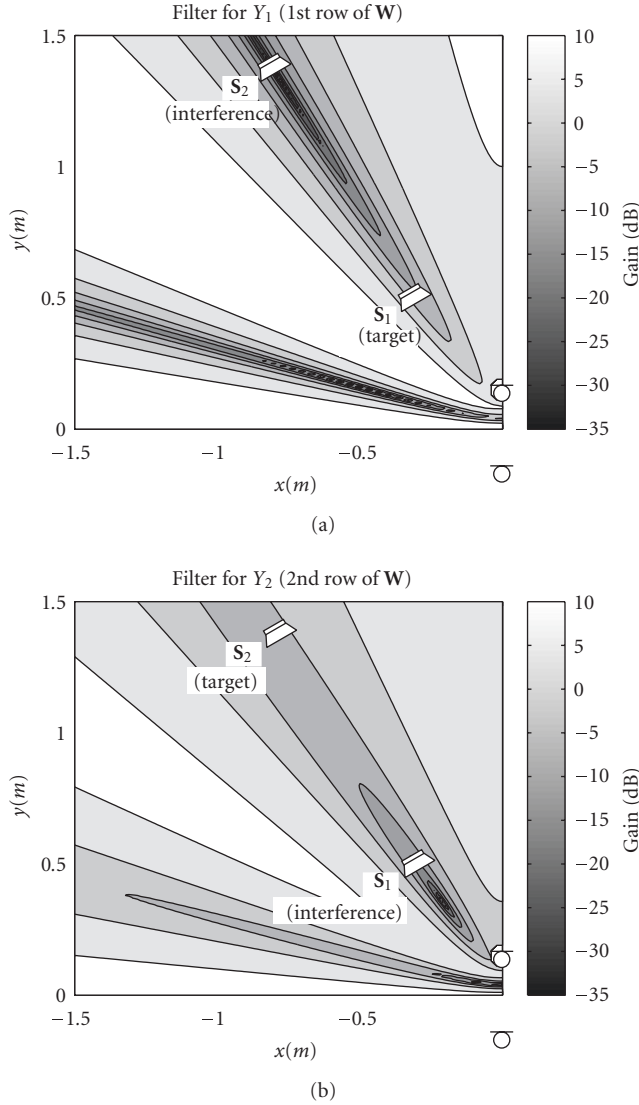 Filter for Y₁ (1st row of W)
1.5
1
0.5
0
y(m)
−1.5
−1
−0.5
x(m)
S₂
(interference)
S₁
(target)
10
5
0
−5
−10
−15
−20
−25
−30
−35
Gain (dB)
(a)
Filter for Y₂ (2nd row of W)
1.5
1
0.5
0
y(m)
−1.5
−1
−0.5
x(m)
S₂
(target)
S₁
(interference)
10
5
0
−5
−10
−15
−20
−25
−30
−35
Gain (dB)
(b)